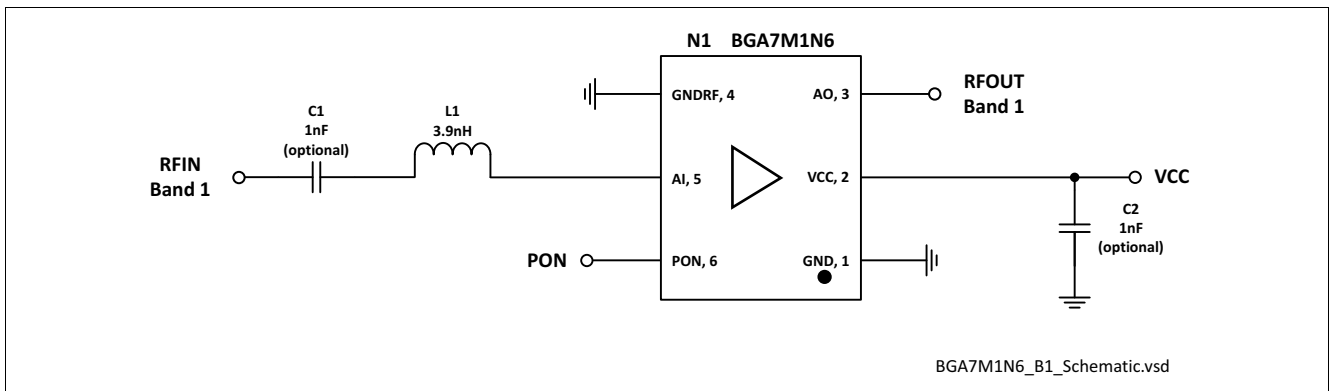 N1 BGA7M1N6
GNDRF, 4
AO, 3
RFOUT
Band 1
C1
1nF
(optional)
L1
3.9nH
RFIN
Band 1
AI, 5
VCC, 2
VCC
C2
1nF
(optional)
PON
PON, 6
GND, 1
BGA7M1N6_B1_Schematic.vsd